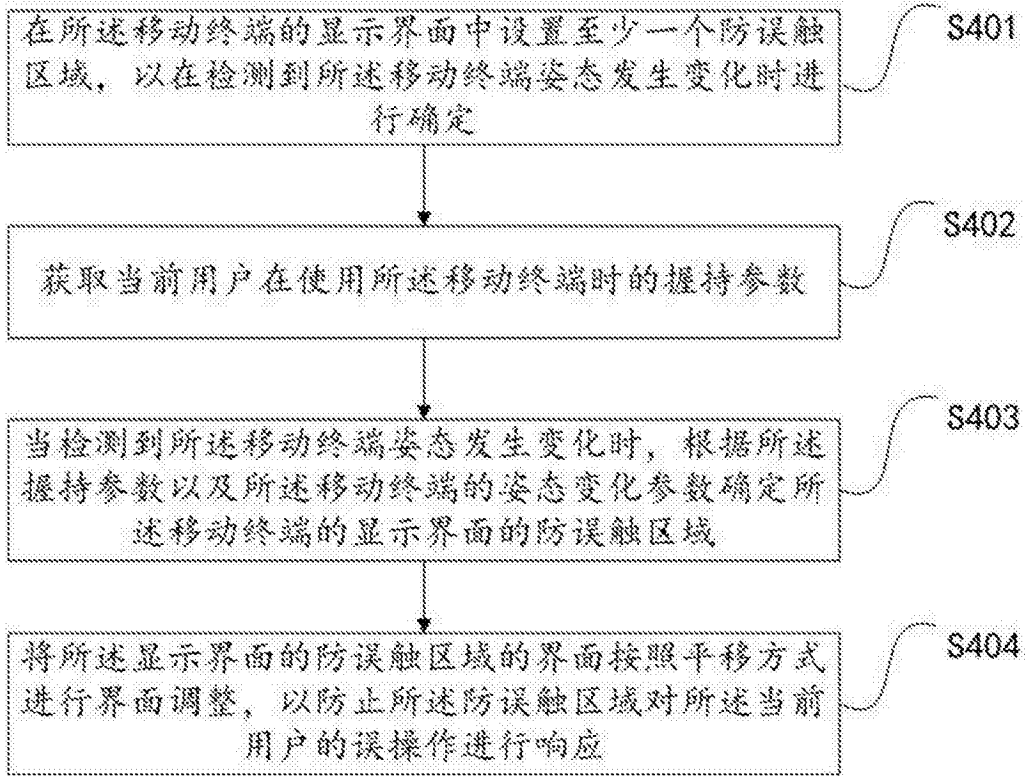 在所述移动终端的显示界面中设置至少一个防误触
区域，以在检测到所述移动终端姿态发生变化时进
行确定
S401
获取当前用户在使用所述移动终端时的握持参数
S402
当检测到所述移动终端姿态发生变化时，根据所述
握持参数以及所述移动终端的姿态变化参数确定所
述移动终端的显示界面的防误触区域
S403
将所述显示界面的防误触区域的界面按照平移方式
进行界面调整，以防止所述防误触区域对所述当前
用户的误操作进行响应
S404